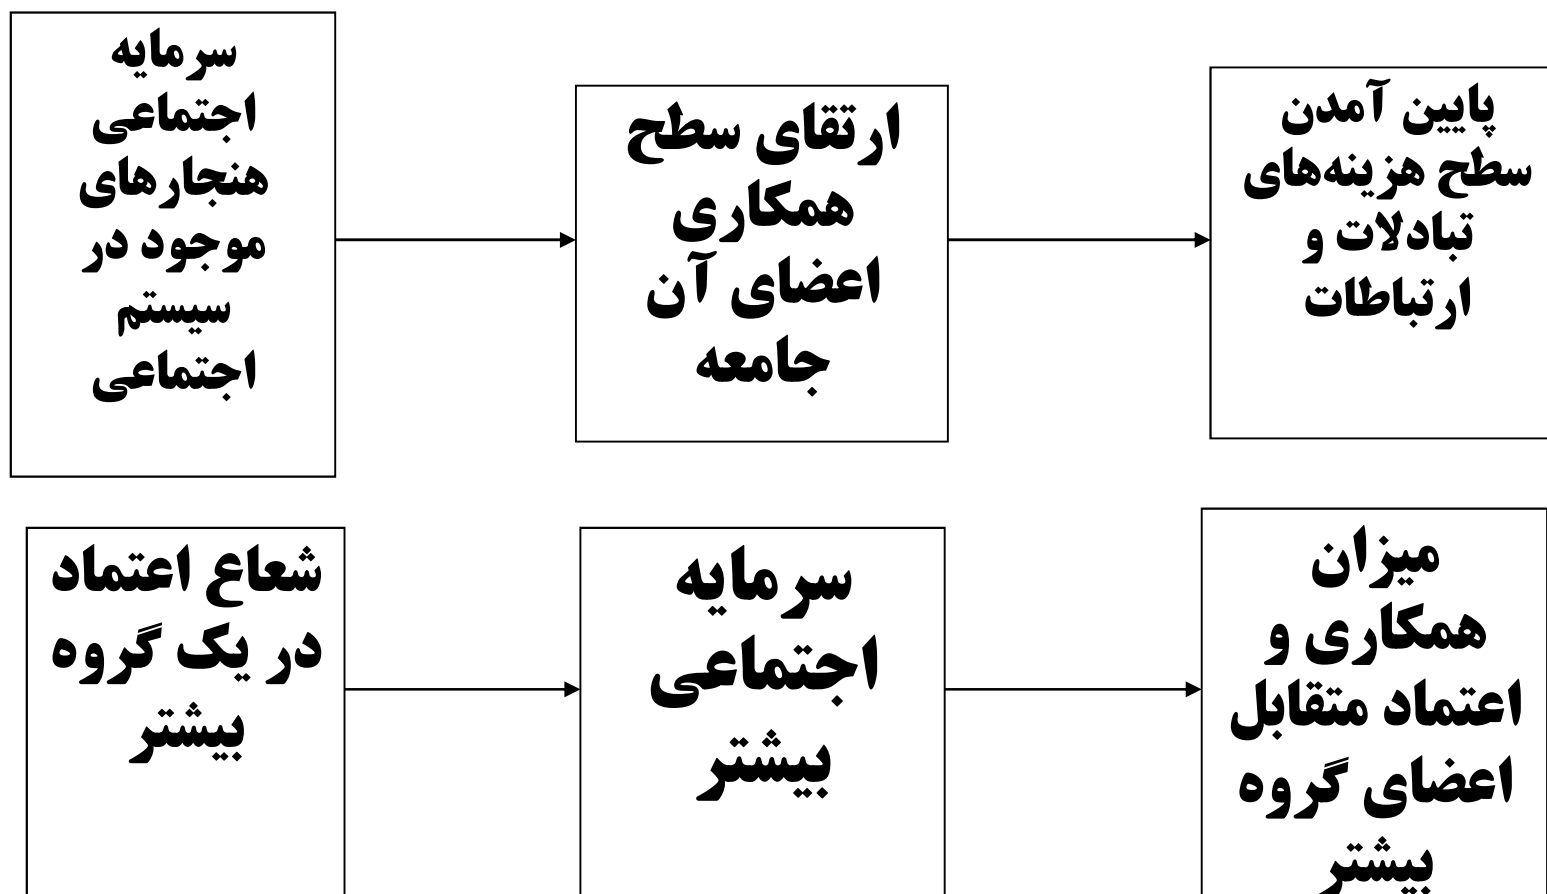 سرمایه
اجتماعی
هنجارهای
موجود در
سیستم
اجتماعی
ارتقای سطح
همکاری
اعضای آن
جامعه
پایین آمدن
سطح هزینه‌های
تبادلات و
ارتباطات
شعاع اعتماد
در یک گروه
بیشتر
سرمایه
اجتماعی
بیشتر
میزان
همکاری و
اعتماد متقابل
اعضای گروه
بیشتر